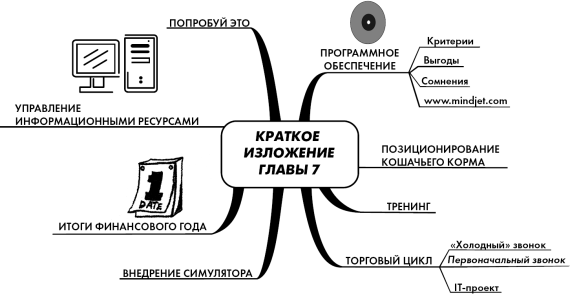 ПОПРОБУЙ ЭТО
ПРОГРАММНОЕ
ОБЕСПЕЧЕНИЕ
Критерии
Выгоды
Сомнения
www.mindjet.com
УПРАВЛЕНИЕ
ИНФОРМАЦИОННЫМИ РЕСУРСАМИ
КРАТКОЕ
ИЗЛОЖЕНИЕ
ГЛАВЫ 7
ПОЗИЦИОНИРОВАНИЕ
КОШАЧЬЕГО КОРМА
1
DATE
ИТОГИ ФИНАНСОВОГО ГОДА
ТРЕНИНГ
ВНЕДРЕНИЕ СИМУЛЯТОРА
ТОРГОВЫЙ ЦИКЛ
«Холодный» звонок
Первоначальный звонок
IT-проект